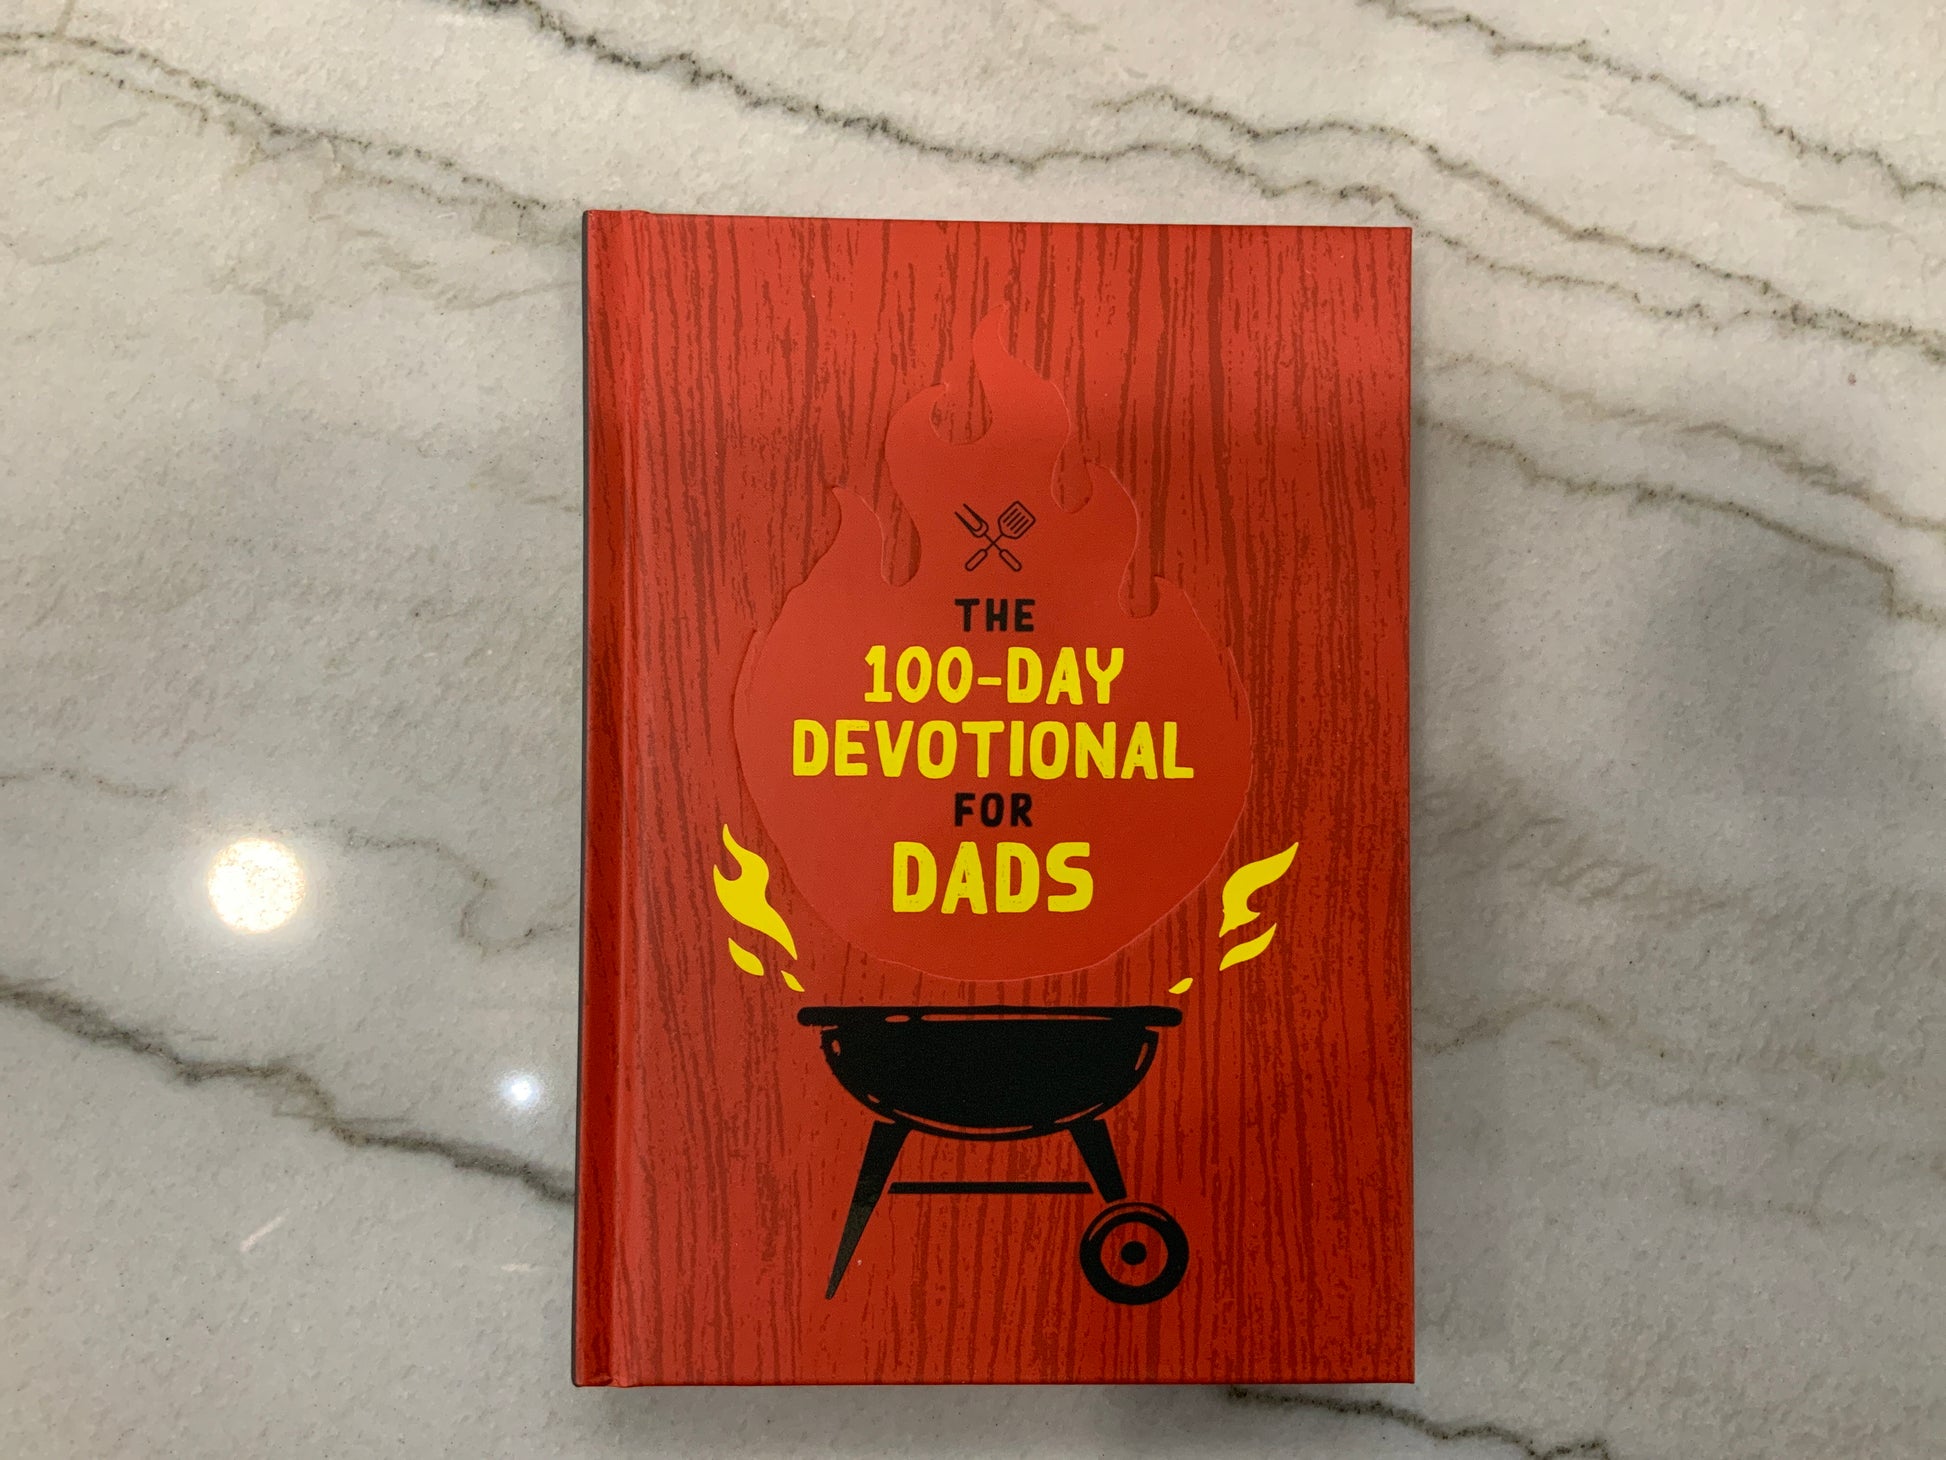 THE
100-DAY
DEVOTIONAL
FOR
DADS